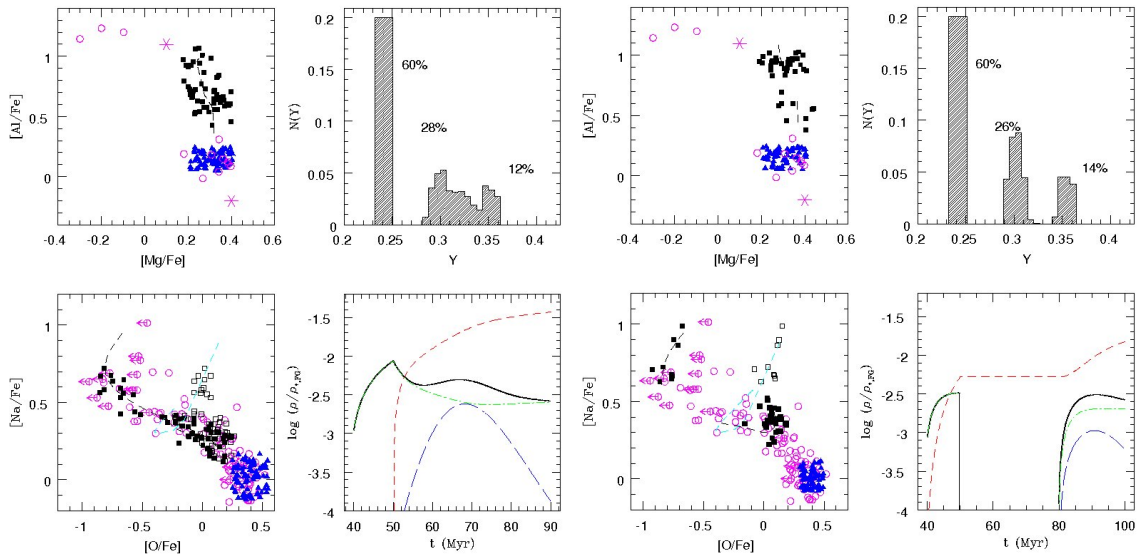 [Al/Fe]
1
0.5
0
-0.4 -0.2 0 0.2 0.4 0.6
[Mg/Fe]
N(Y)
0.2
0.15
0.1
0.05
0
60%
28%
12%
0.2 0.25 0.3 0.35 0.4
Y
[Al/Fe]
1
0.5
0
-0.4 -0.2 0 0.2 0.4 0.6
[Mg/Fe]
N(Y)
0.2
0.15
0.1
0.05
0
60%
26%
14%
0.2 0.25 0.3 0.35 0.4
Y
[Na/Fe]
1
0.5
0
[1 -0.5 0 0.5
[O/Fe]
log (ρ/ρ*,FG)
-1.5
-2
-2.5
-3
-3.5
-4
40 50 60 70 80 90
t (Myr)
[Na/Fe]
1
0.5
0
-1 -0.5 0 0.5
[O/Fe]
log (ρ/ρ*,FG)
-1.5
-2
-2.5
-3
-3.5
-4
40 60 80 100
t (Myr)